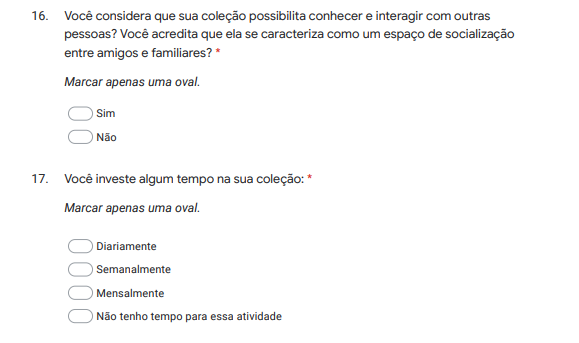 16. Você considera que sua coleção possibilita conhecer e interagir com outras
pessoas? Você acredita que ela se caracteriza como um espaço de socialização
entre amigos e familiares? *
Marcar apenas uma oval.
Sim
Não
17. Você investe algum tempo na sua coleção: *
Marcar apenas uma oval.
Diariamente
Semanalmente
Mensalmente
Não tenho tempo para essa atividade